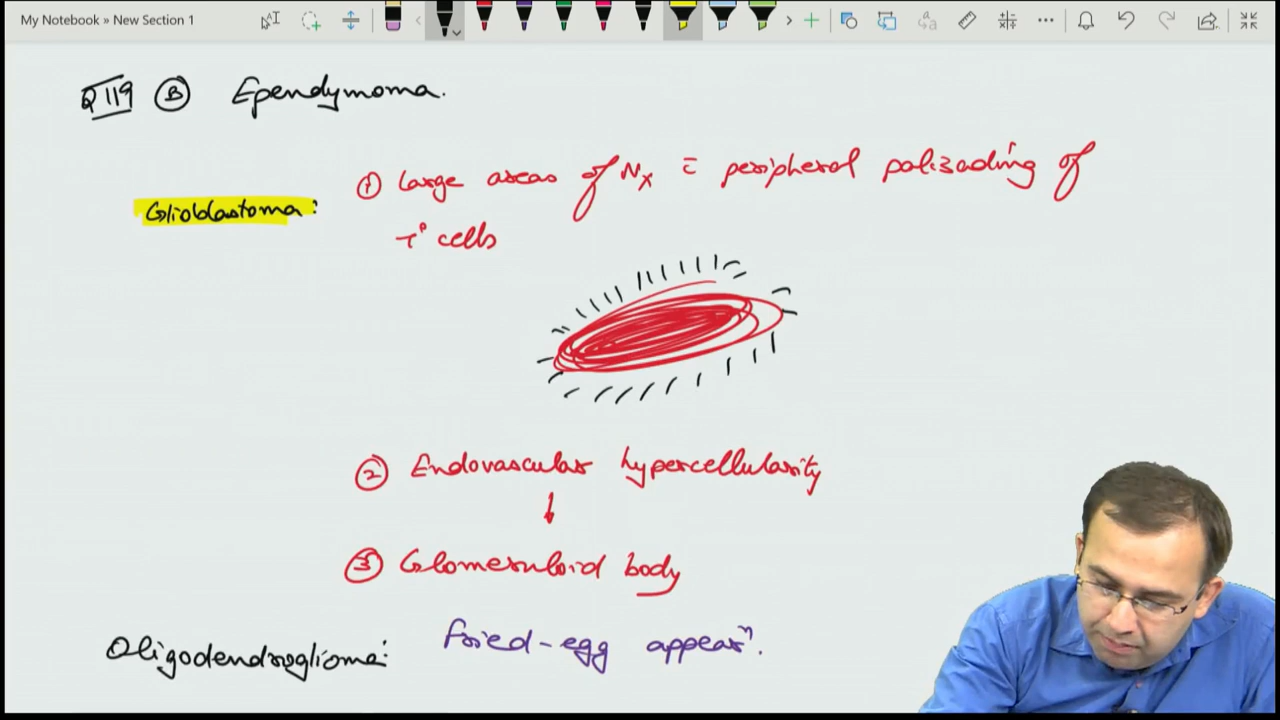 My Notebook » New Section 1
Q 119 B Ependymoma.
Glioblastoma:
① Large areas of Nx c̄ peripheral palisading of
T° cells
② Endovascular hypercellularity
↓
③ Glomeruloid body
Oligodendroglioma:
Fried-egg appearⁿ.